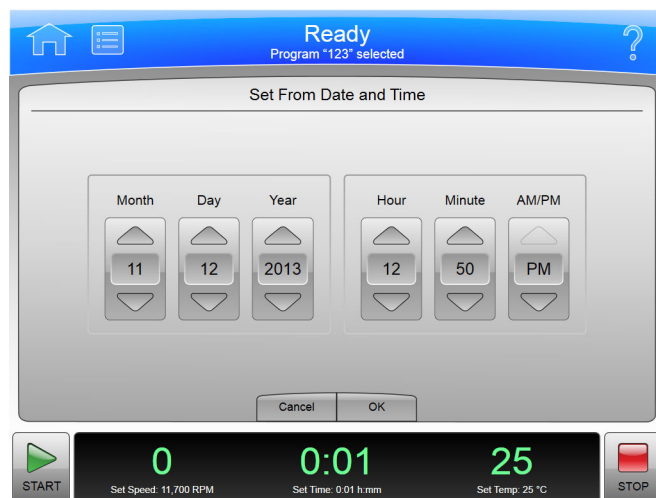 Ready
Program “123” selected
?
Set From Date and Time
Month Day Year Hour Minute AM/PM
11 12 2013 12 50 PM
Cancel OK
START
0 0:01 25
Set Speed: 11,700 RPM Set Time: 0:01 h:mm Set Temp: 25 °C
STOP